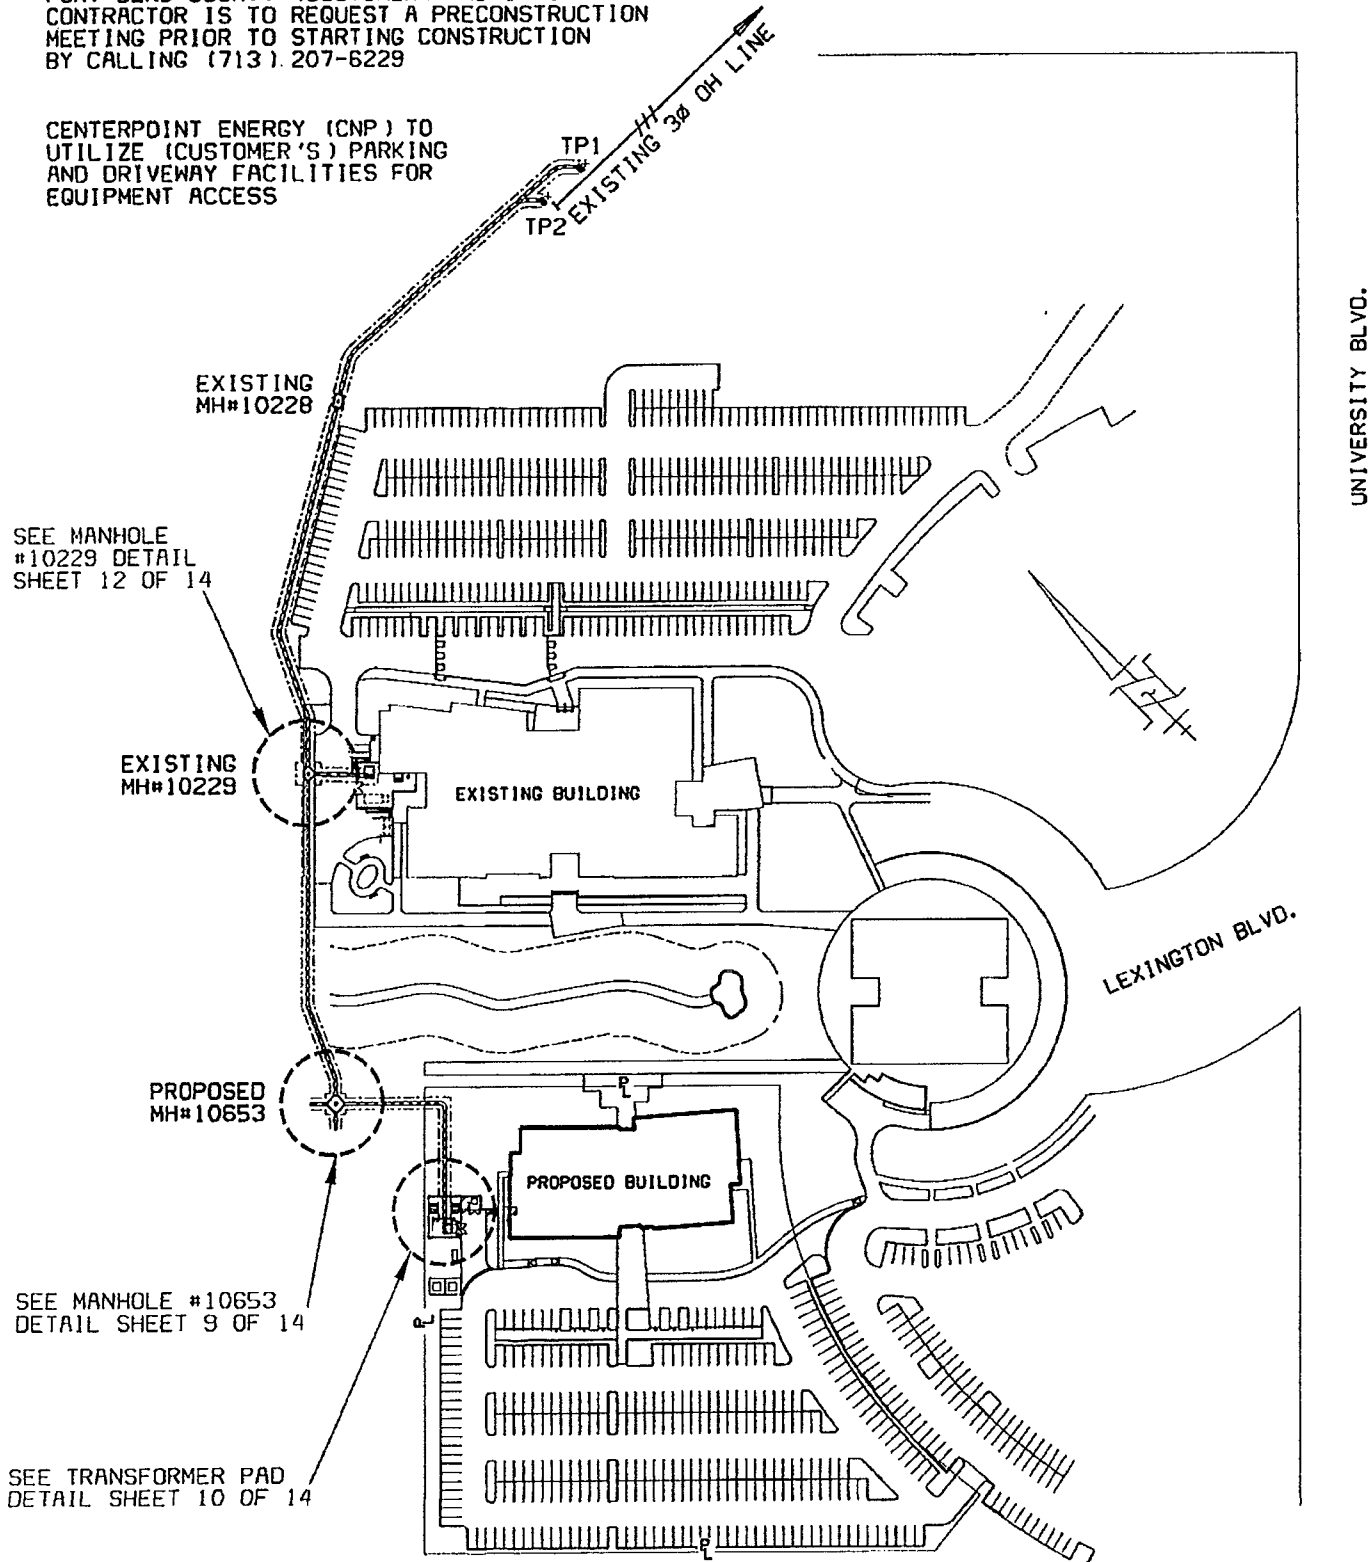 CONTRACTOR IS TO REQUEST A PRECONSTRUCTION
MEETING PRIOR TO STARTING CONSTRUCTION
BY CALLING (713) 207-6229
CENTERPOINT ENERGY (CNP) TO
UTILIZE (CUSTOMER'S) PARKING
AND DRIVEWAY FACILITIES FOR
EQUIPMENT ACCESS
TP1
TP2
EXISTING 3Ø OH LINE
UNIVERSITY BLVD.
EXISTING
MH#10228
SEE MANHOLE
#10229 DETAIL
SHEET 12 OF 14
EXISTING
MH#10229
EXISTING BUILDING
LEXINGTON BLVD.
PROPOSED
MH#10653
PL
PROPOSED BUILDING
SEE MANHOLE #10653
DETAIL SHEET 9 OF 14
PL
SEE TRANSFORMER PAD
DETAIL SHEET 10 OF 14
PL